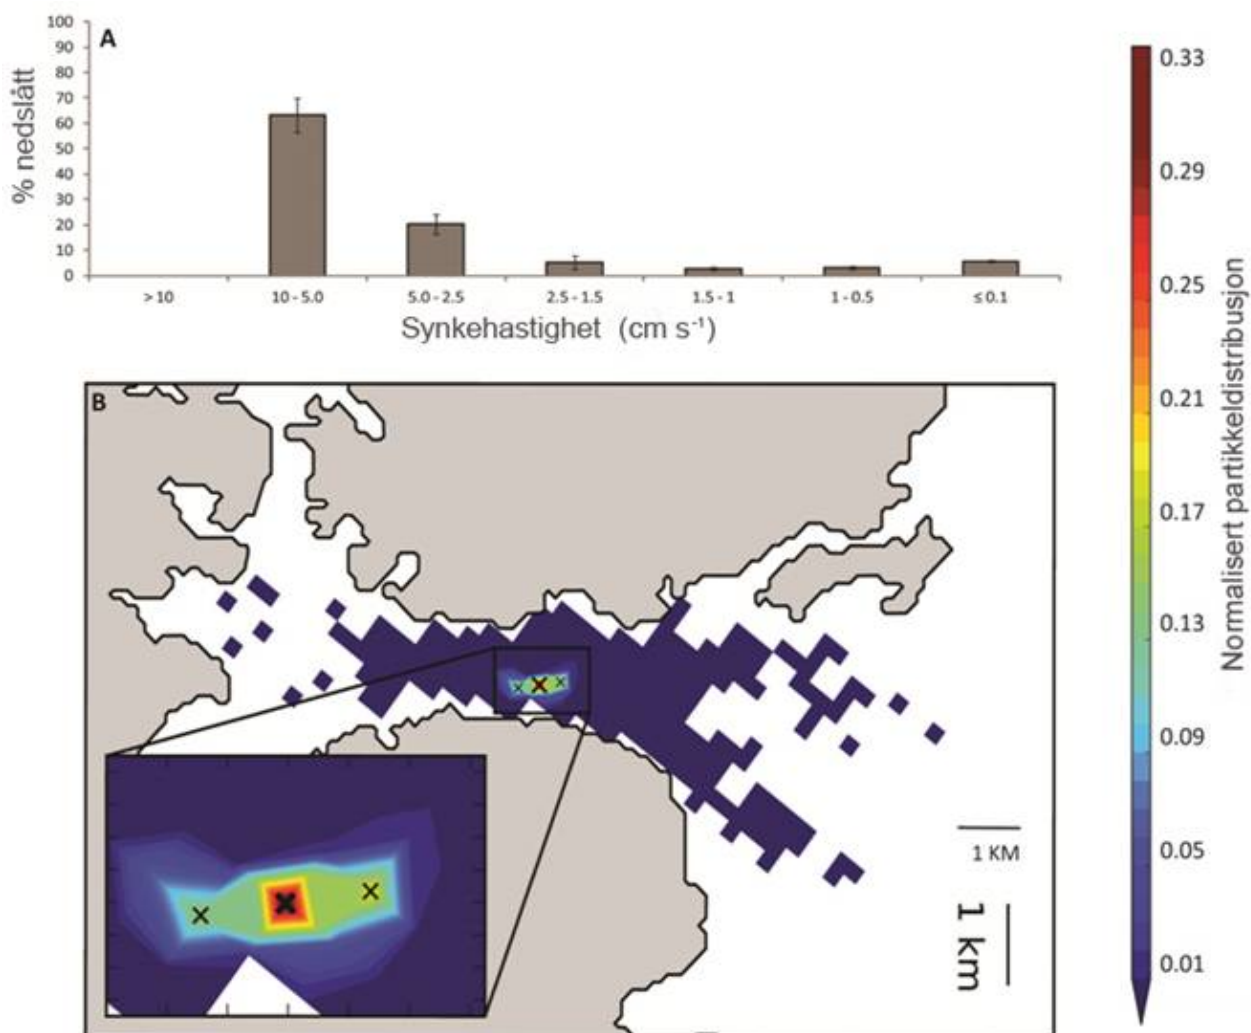 A
100
90
80
70
60
50
40
30
20
10
0
% nedslått
> 10 10 - 5.0 5.0 - 2.5 2.5 - 1.5 1.5 - 1 1 - 0.5 ≤ 0.1
Synkehastighet (cm s⁻¹)
B
1 KM
1 km
0.33
0.29
0.25
0.21
0.17
0.13
0.09
0.05
0.01
Normalisert partikkeldistribusjon